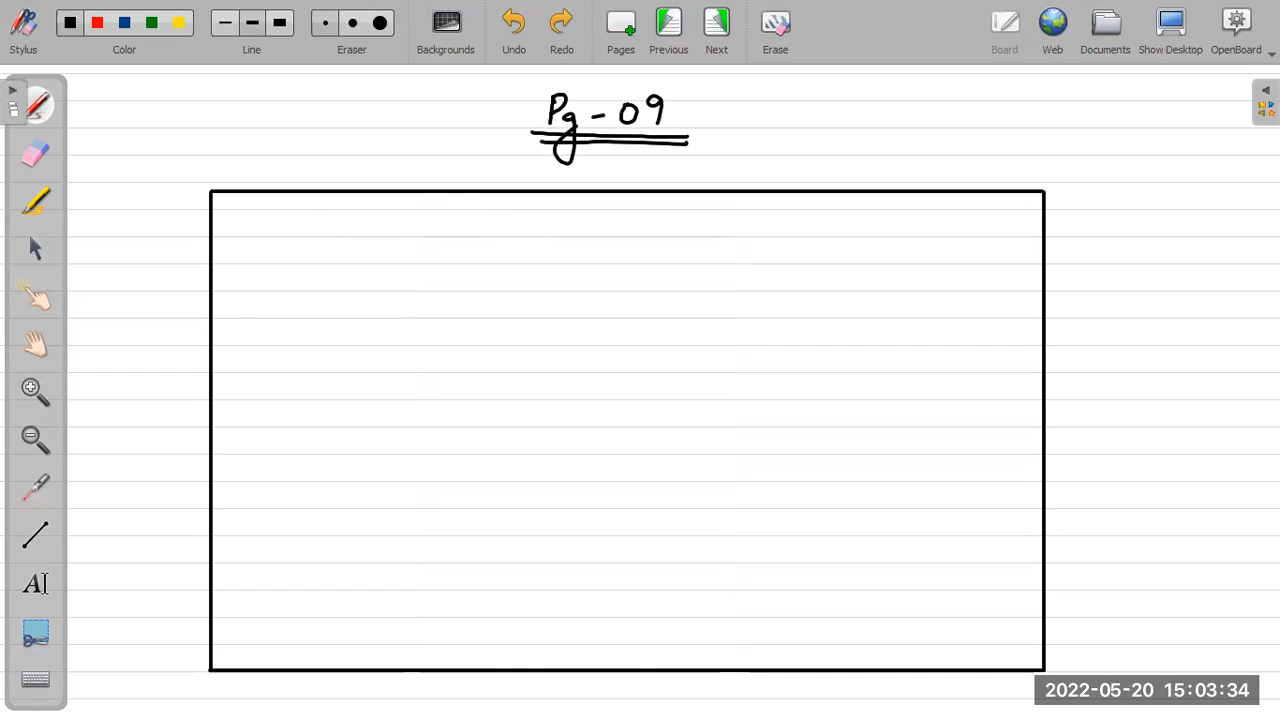 Stylus Color Line Eraser Backgrounds Undo Redo Pages Previous Next Erase Board Web Documents Show Desktop OpenBoard
Pg - 09
A
2022-05-20 15:03:34